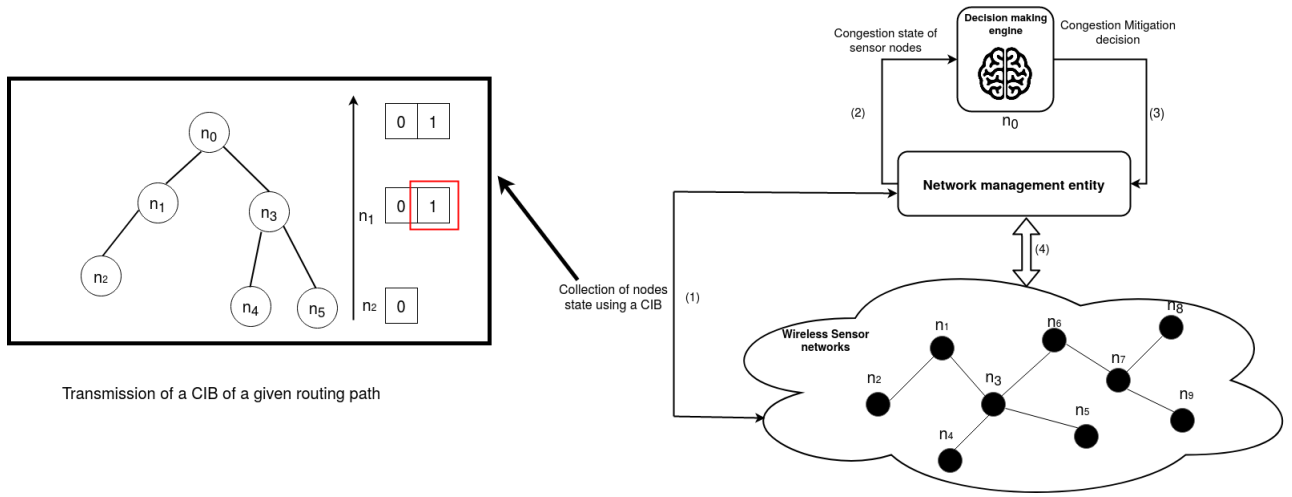 n0
n1
n3
n2
n4
n5
0 1
n1
0 1
n2
0
Transmission of a CIB of a given routing path
Collection of nodes
state using a CIB
Congestion state of
sensor nodes
Decision making
engine
Congestion Mitigation
decision
n0
(2)
(3)
Network management entity
(1)
(4)
Wireless Sensor
networks
n1
n6
n8
n2
n3
n7
n9
n5
n4